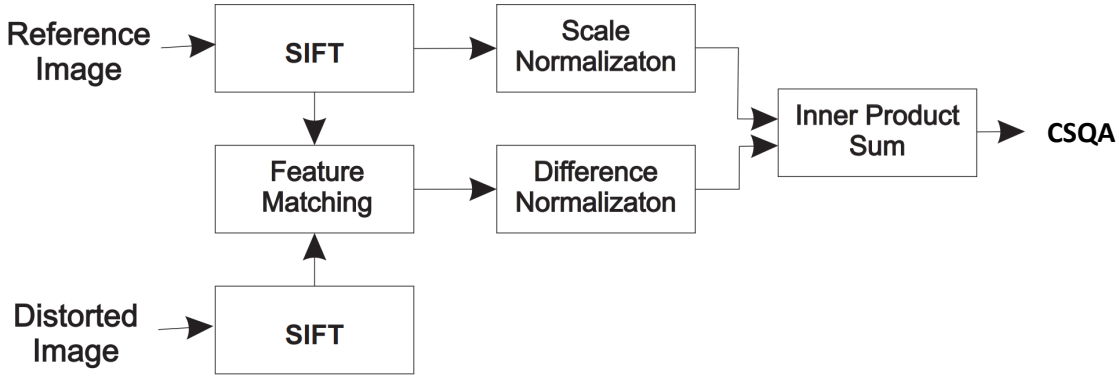 Reference
Image
SIFT
Scale
Normalizaton
Inner Product
Sum
CSQA
Feature
Matching
Difference
Normalizaton
Distorted
Image
SIFT